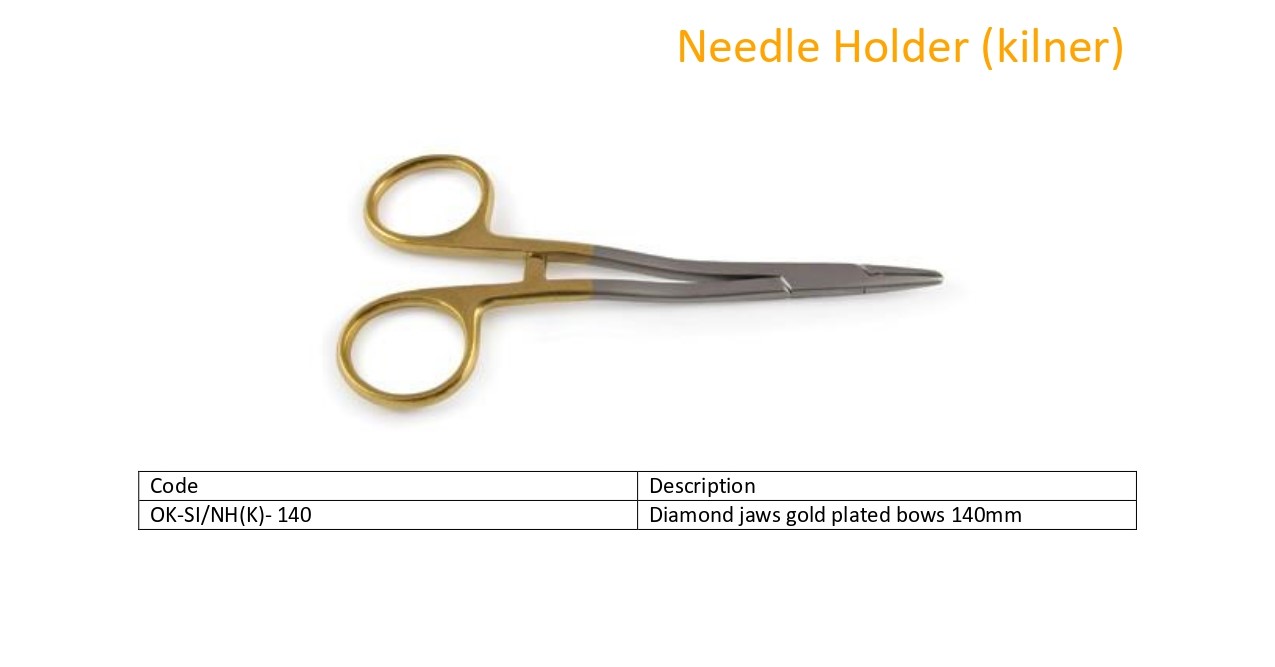 Needle Holder (kilner)
Code Description
OK-SI/NH(K)- 140 Diamond jaws gold plated bows 140mm